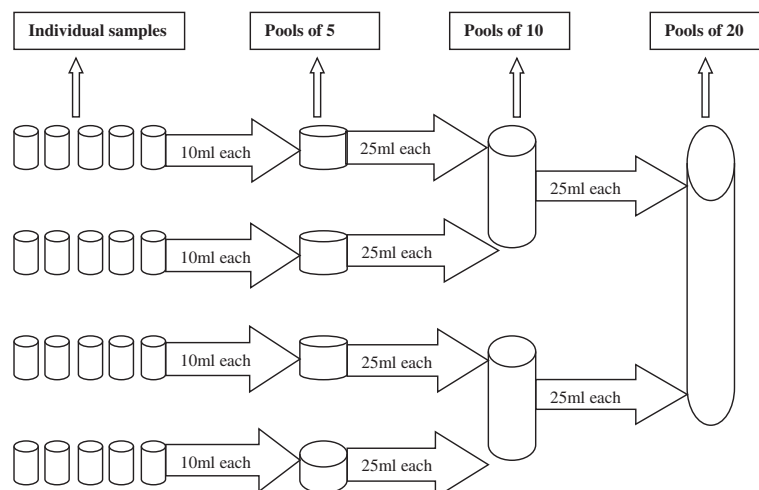 Individual samples
Pools of 5
Pools of 10
Pools of 20
10ml each
25ml each
25ml each
10ml each
25ml each
10ml each
25ml each
25ml each
10ml each
25ml each